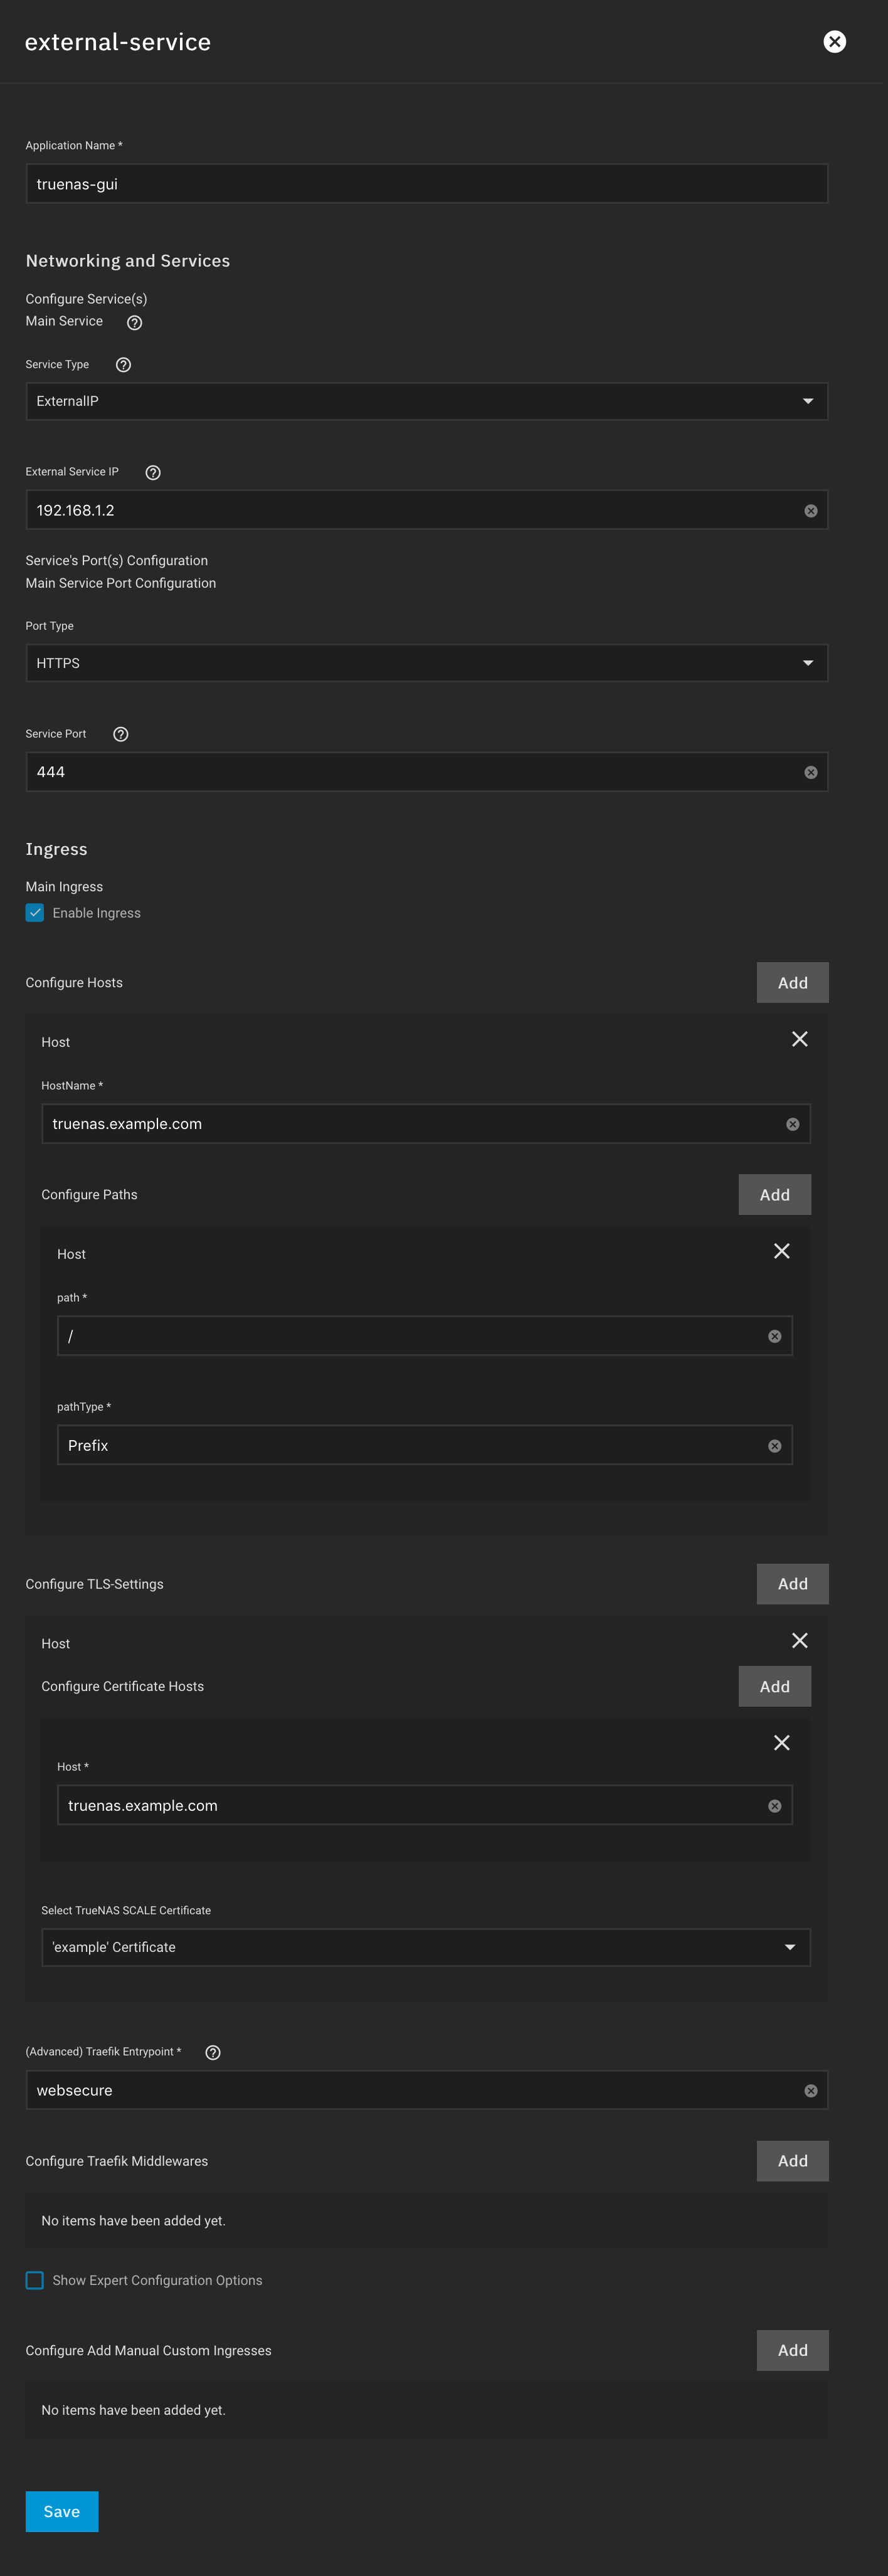 external-service
Application Name *
truenas-gui
Networking and Services
Configure Service(s)
Main Service
Service Type
ExternalIP
External Service IP
192.168.1.2
Service's Port(s) Configuration
Main Service Port Configuration
Port Type
HTTPS
Service Port
444
Ingress
Main Ingress
Enable Ingress
Configure Hosts
Add
Host
HostName *
truenas.example.com
Configure Paths
Add
Host
path *
/
pathType *
Prefix
Configure TLS-Settings
Add
Host
Configure Certificate Hosts
Add
Host *
truenas.example.com
Select TrueNAS SCALE Certificate
'example' Certificate
(Advanced) Traefik Entrypoint *
websecure
Configure Traefik Middlewares
Add
No items have been added yet.
Show Expert Configuration Options
Configure Add Manual Custom Ingresses
Add
No items have been added yet.
Save